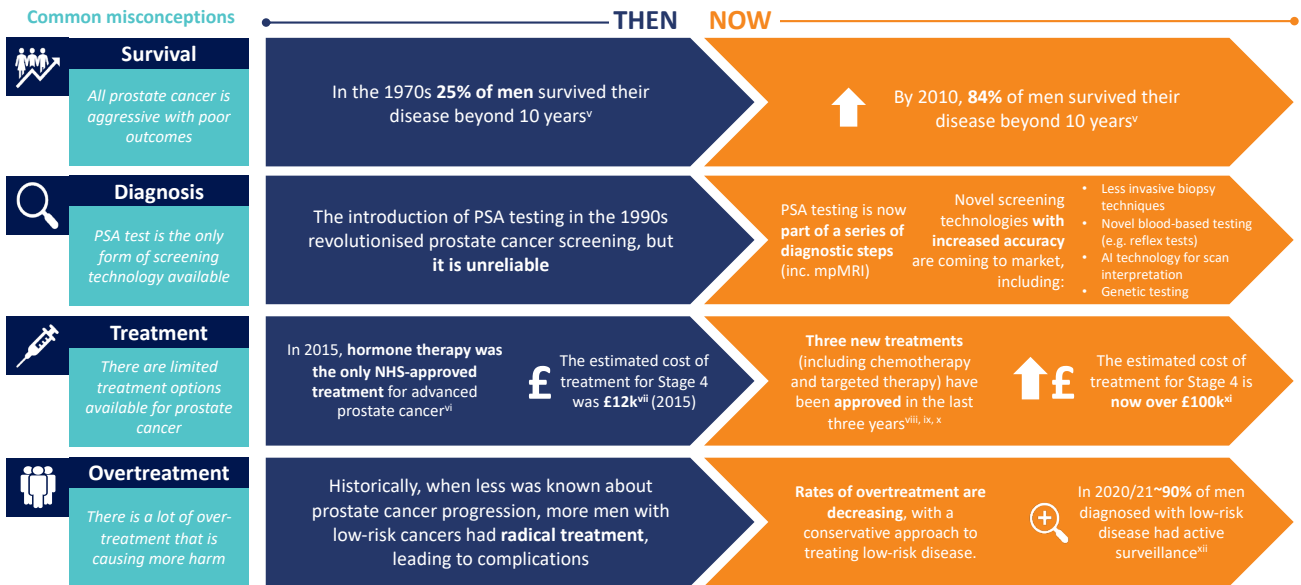 Common misconceptions
THEN
NOW
Survival
All prostate cancer is
aggressive with poor
outcomes
In the 1970s 25% of men survived their
disease beyond 10 yearsᵛ
By 2010, 84% of men survived their
disease beyond 10 yearsᵛ
Diagnosis
PSA test is the only
form of screening
technology available
The introduction of PSA testing in the 1990s
revolutionised prostate cancer screening, but
it is unreliable
PSA testing is now
part of a series of
diagnostic steps
(inc. mpMRI)
Novel screening
technologies with
increased accuracy
are coming to market,
including:
• Less invasive biopsy
techniques
• Novel blood-based testing
(e.g. reflex tests)
• AI technology for scan
interpretation
• Genetic testing
Treatment
There are limited
treatment options
available for prostate
cancer
In 2015, hormone therapy was
the only NHS-approved
treatment for advanced
prostate cancerᵛⁱ
£
The estimated cost of
treatment for Stage 4
was £12kᵛⁱⁱ (2015)
Three new treatments
(including chemotherapy
and targeted therapy) have
been approved in the last
three yearsᵛⁱⁱⁱ, ⁱˣ, ˣ
£
The estimated cost of
treatment for Stage 4 is
now over £100kˣⁱ
Overtreatment
There is a lot of over-
treatment that is
causing more harm
Historically, when less was known about
prostate cancer progression, more men with
low-risk cancers had radical treatment,
leading to complications
Rates of overtreatment are
decreasing, with a
conservative approach to
treating low-risk disease.
In 2020/21~90% of men
diagnosed with low-risk
disease had active
surveillanceˣⁱⁱ